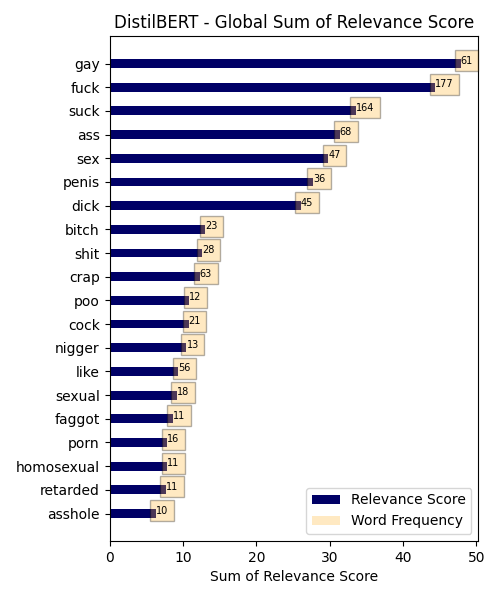 DistilBERT - Global Sum of Relevance Score
gay 61
fuck 177
suck 164
ass 68
sex 47
penis 36
dick 45
bitch 23
shit 28
crap 63
poo 12
cock 21
nigger 13
like 56
sexual 18
faggot 11
porn 16
homosexual 11
retarded 11
asshole 10
Relevance Score
Word Frequency
0 10 20 30 40 50
Sum of Relevance Score